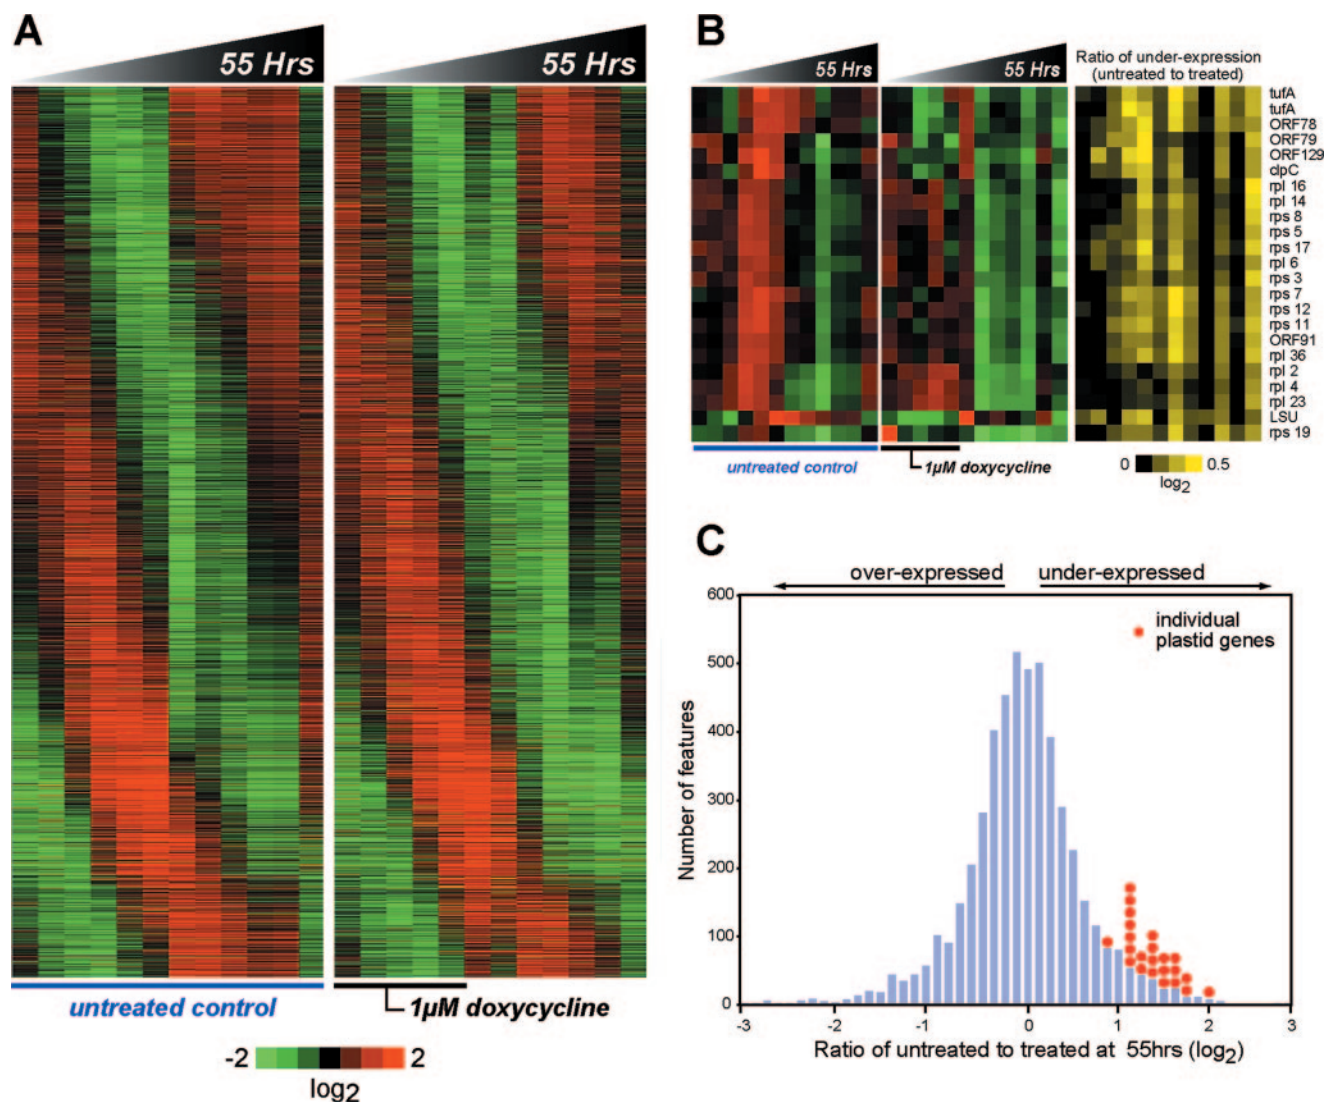 A
55 Hrs
55 Hrs
untreated control
1µM doxycycline
-2
2
log2
B
55 Hrs
55 Hrs
Ratio of under-expression
(untreated to treated)
tufA
tufA
ORF78
ORF79
ORF129
clpC
rpl 16
rpl 14
rps 8
rps 5
rps 17
rpl 6
rps 3
rps 7
rps 12
rps 11
ORF91
rpl 36
rpl 2
rpl 4
rpl 23
LSU
rps 19
untreated control
1µM doxycycline
0
0.5
log2
C
over-expressed
under-expressed
individual
plastid genes
Number of features
600
500
400
300
200
100
0
-3
-2
-1
0
1
2
3
Ratio of untreated to treated at 55hrs (log2)